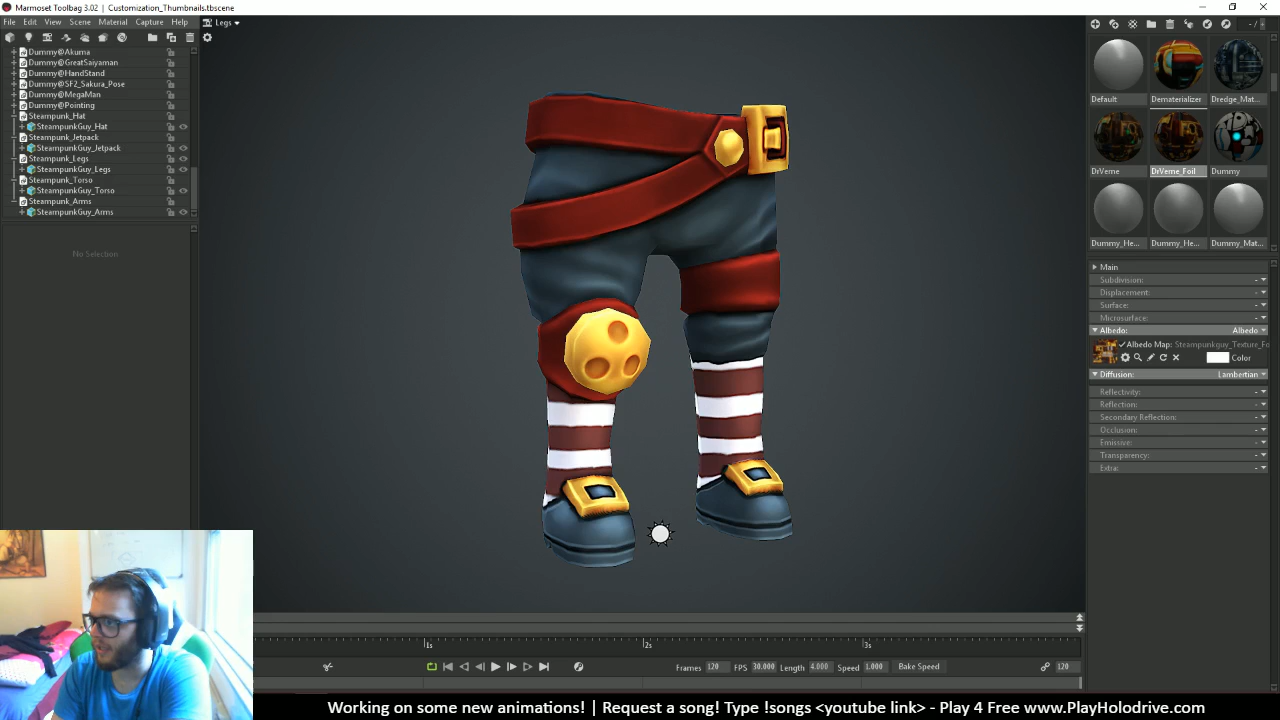 Marmoset Toolbag 3.02 | Customization_Thumbnails.tbscene
File Edit View Scene Material Capture Help
Legs
Dummy@Akuma
Dummy@GreatSaiyaman
Dummy@HandStand
Dummy@SF2_Sakura_Pose
Dummy@MegaMan
Dummy@Pointing
Steampunk_Hat
SteampunkGuy_Hat
Steampunk_Jetpack
SteampunkGuy_Jetpack
Steampunk_Legs
SteampunkGuy_Legs
Steampunk_Torso
SteampunkGuy_Torso
Steampunk_Arms
SteampunkGuy_Arms
No Selection
Default Dematerializer Dredge_Mat...
DrVerne DrVerne_Foil Dummy
Dummy_He... Dummy_He... Dummy_Mat...
Main
Subdivision:
Displacement:
Surface:
Microsurface:
Albedo: Albedo
Albedo Map: Steampunkguy_Texture_Fo
Color
Diffusion: Lambertian
Reflectivity:
Reflection:
Secondary Reflection:
Occlusion:
Emissive:
Transparency:
Extra:
1s 2s 3s
Frames 120 FPS 30.000 Length 4.000 Speed 1.000 Bake Speed 120
Working on some new animations! | Request a song! Type !songs <youtube link> - Play 4 Free www.PlayHolodrive.com